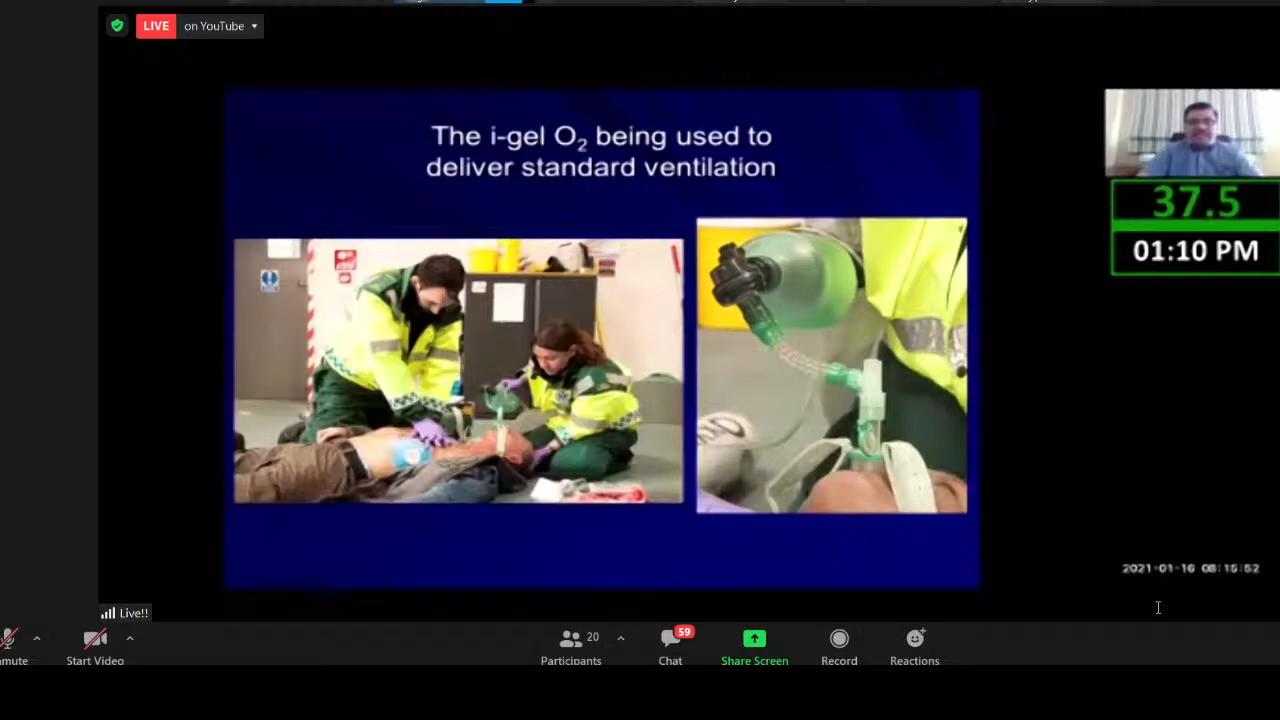 LIVE on YouTube
The i-gel O₂ being used to
deliver standard ventilation
37.5
01:10 PM
2021-01-16 08:15:52
Live!!
mute
Start Video
20
Participants
59
Chat
Share Screen
Record
Reactions